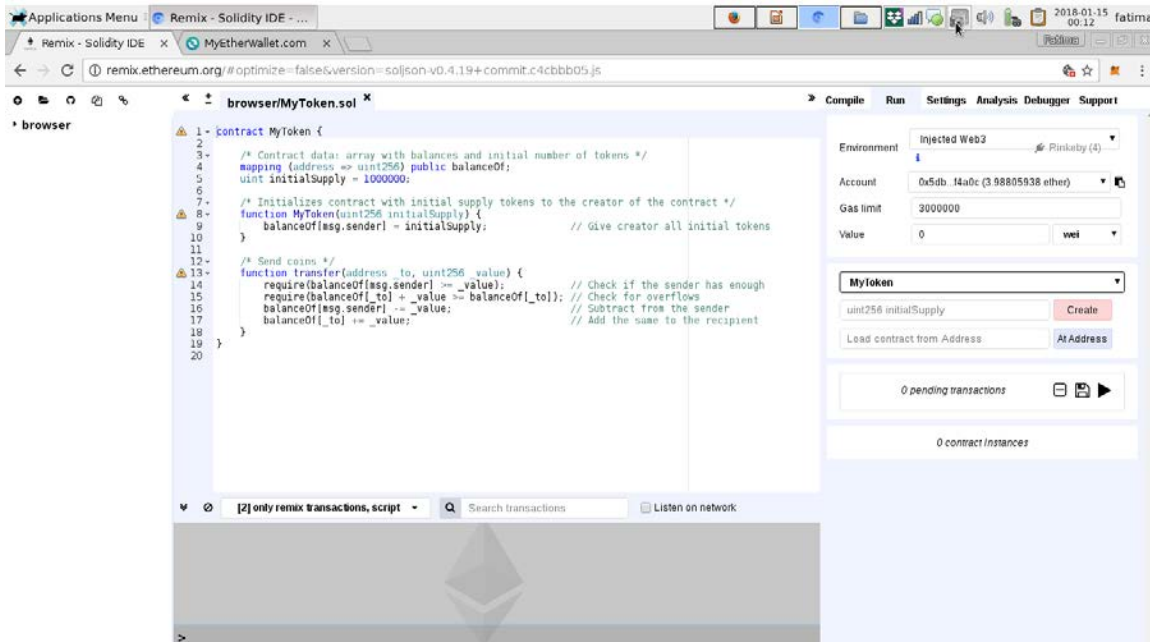 Applications Menu
Remix - Solidity IDE - ...
2018-01-15
00:12
fatima
Remix - Solidity IDE x
MyEtherWallet.com x
remix.ethereum.org/#optimize=false&version=soljson-v0.4.19+commit.c4cbbb05.js
browser
browser/MyToken.sol x
1 contract MyToken {
2
3 /* Contract data: array with balances and initial number of tokens */
4 mapping (address => uint256) public balanceOf;
5 uint initialSupply = 1000000;
6
7 /* Initializes contract with initial supply tokens to the creator of the contract */
8 function MyToken(uint256 initialSupply) {
9 balanceOf[msg.sender] = initialSupply; // Give creator all initial tokens
10 }
11
12 /* Send coins */
13 function transfer(address _to, uint256 _value) {
14 require(balanceOf[msg.sender] >= _value); // Check if the sender has enough
15 require(balanceOf[_to] + _value >= balanceOf[_to]); // Check for overflows
16 balanceOf[msg.sender] -= _value; // Subtract from the sender
17 balanceOf[_to] += _value; // Add the same to the recipient
18 }
19 }
20
[2] only remix transactions, script
Search transactions
Listen on network
>
Compile Run Settings Analysis Debugger Support
Environment Injected Web3 Rinkeby (4)
i
Account 0x5db...f4a0c (3.98805938 ether)
Gas limit 3000000
Value 0 wei
MyToken
uint256 initialSupply Create
Load contract from Address At Address
0 pending transactions
0 contract Instances